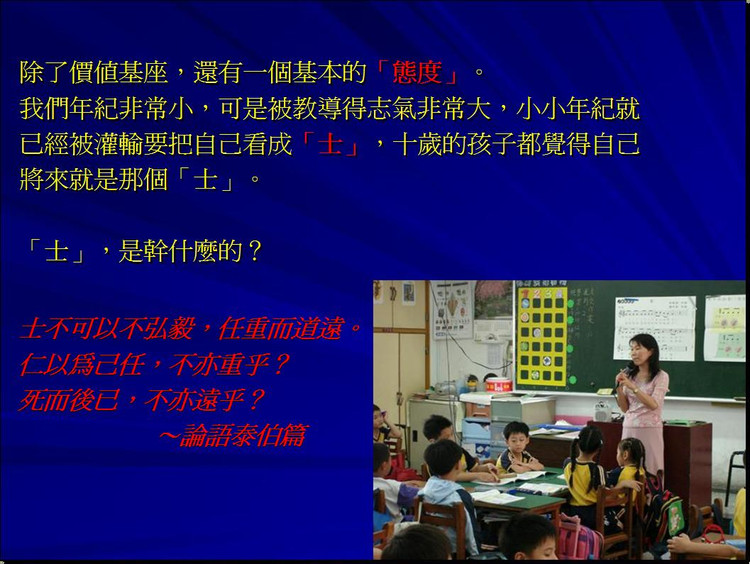 除了價值基座，還有一個基本的「態度」。
我們年紀非常小，可是被教導得志氣非常大，小小年紀就
已經被灌輸要把自己看成「士」，十歲的孩子都覺得自己
將來就是那個「士」。
「士」，是幹什麼的？
士不可以不弘毅，任重而道遠。
仁以為己任，不亦重乎？
死而後已，不亦遠乎？
～論語泰伯篇
1 2 3 4